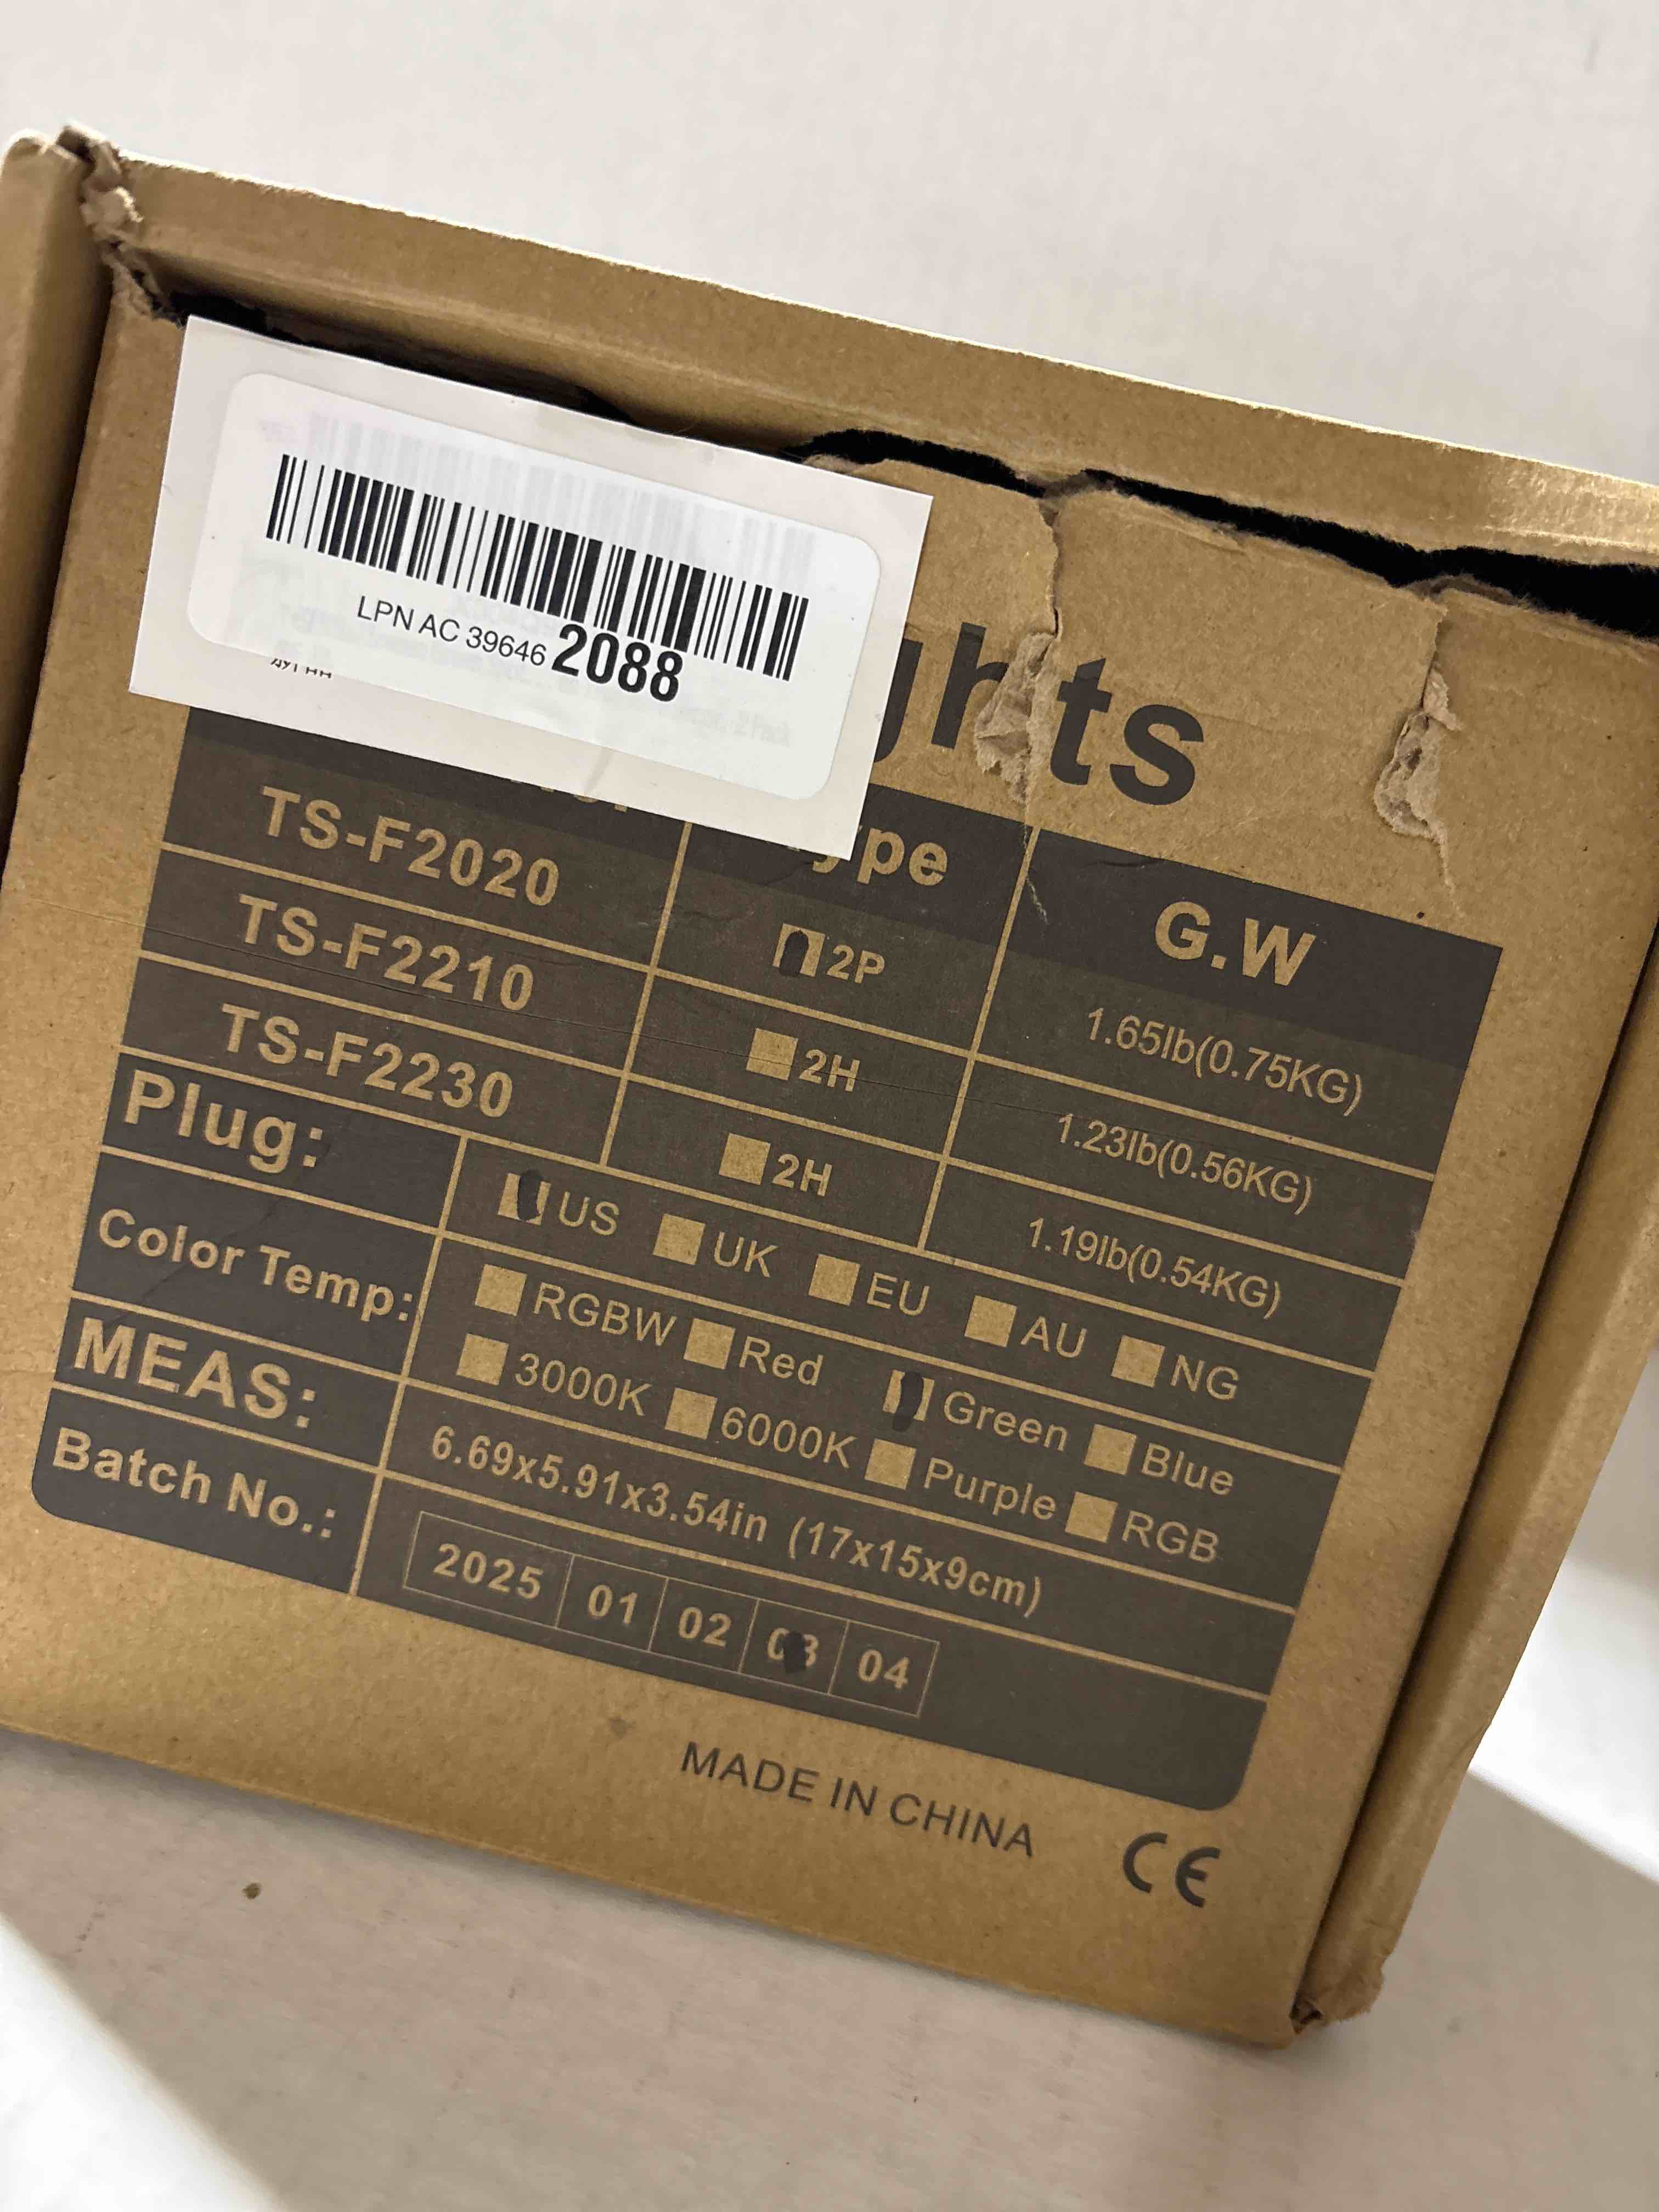 LPN AC 39646 2088
ghts
ype G.W
TS-F2020 2P 1.65lb(0.75KG)
TS-F2210 2H 1.23lb(0.56KG)
TS-F2230 2H 1.19lb(0.54KG)
Plug: US UK EU AU NG
Color Temp: RGBW Red Green Blue
3000K 6000K Purple RGB
MEAS: 6.69x5.91x3.54in (17x15x9cm)
Batch No.: 2025 01 02 03 04
MADE IN CHINA
CE